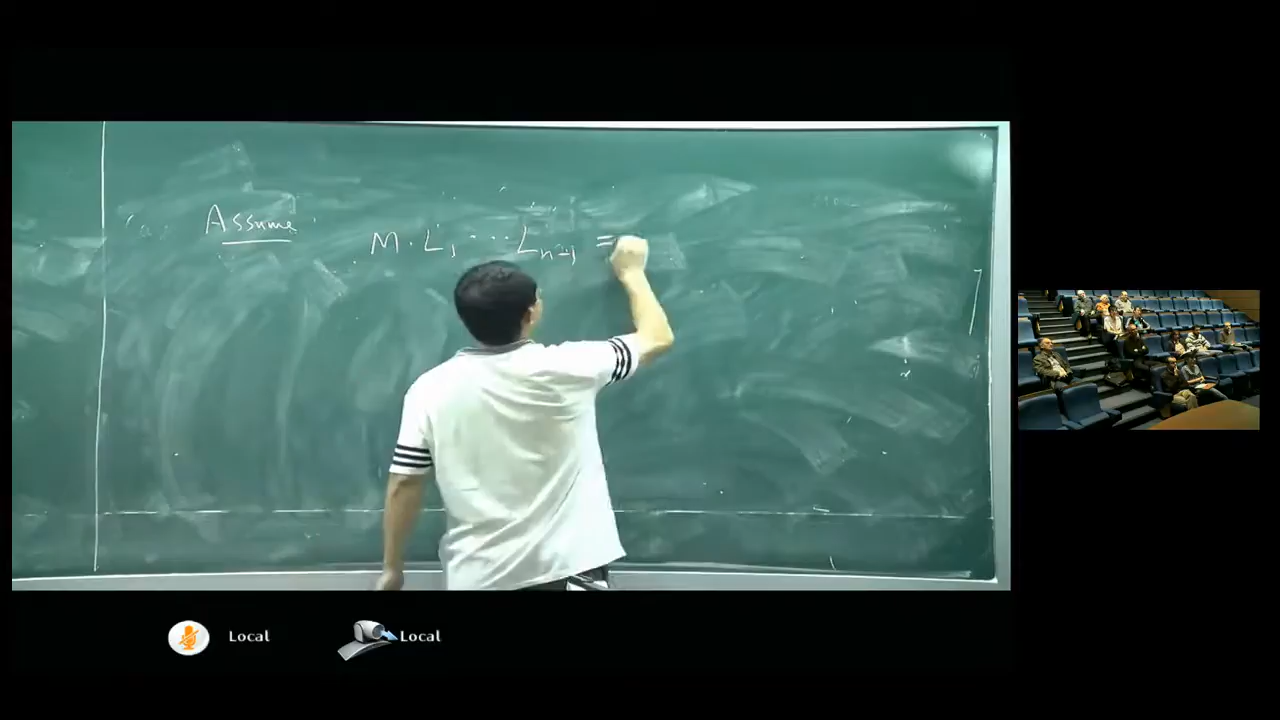 Assume
M · L₁ ··· Lₙ₋₁ =
Local
Local